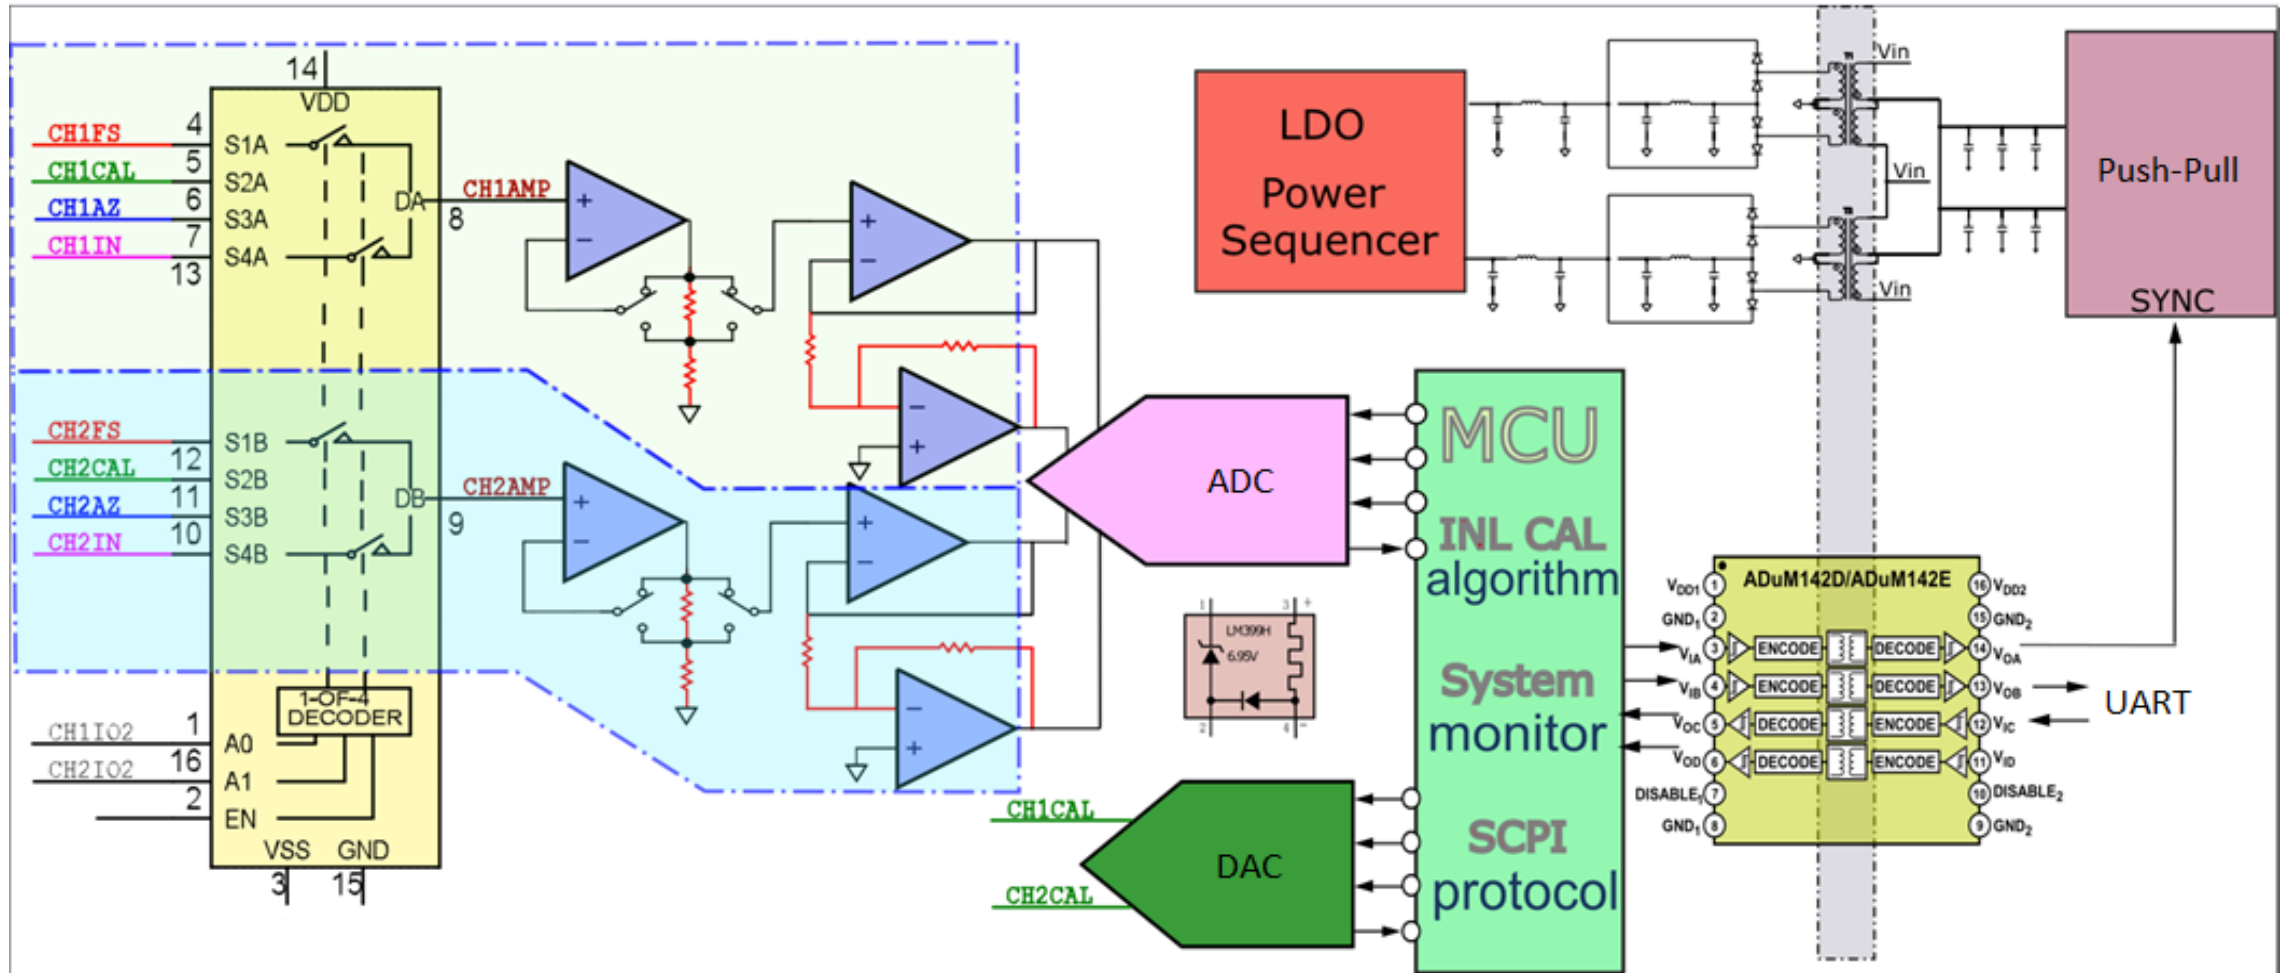 14
VDD
CH1FS
4
S1A
CH1CAL
5
S2A
CH1AZ
6
S3A
CH1IN
7
S4A
13
DA
8
CH1AMP
CH2FS
S1B
CH2CAL
12
S2B
CH2AZ
11
S3B
CH2IN
10
S4B
DB
9
CH2AMP
1-OF-4
DECODER
CH1IO2
1
A0
CH2IO2
16
A1
2
EN
VSS
GND
3
15
+
−
+
−
−
+
+
−
+
−
−
+
LDO
Power
Sequencer
Vin
Vin
Vin
Push-Pull
SYNC
ADC
MCU
INL CAL
algorithm
System
monitor
SCPI
protocol
1
3
+
LM399H
6.95V
2
4
−
CH1CAL
CH2CAL
DAC
ADuM142D/ADuM142E
VDD1 1
16 VDD2
GND1 2
15 GND2
VIA 3
ENCODE
DECODE
14 VOA
VIB 4
ENCODE
DECODE
13 VOB
VOC 5
DECODE
ENCODE
12 VIC
VOD 6
DECODE
ENCODE
11 VID
DISABLE1 7
10 DISABLE2
GND1 8
9 GND2
UART